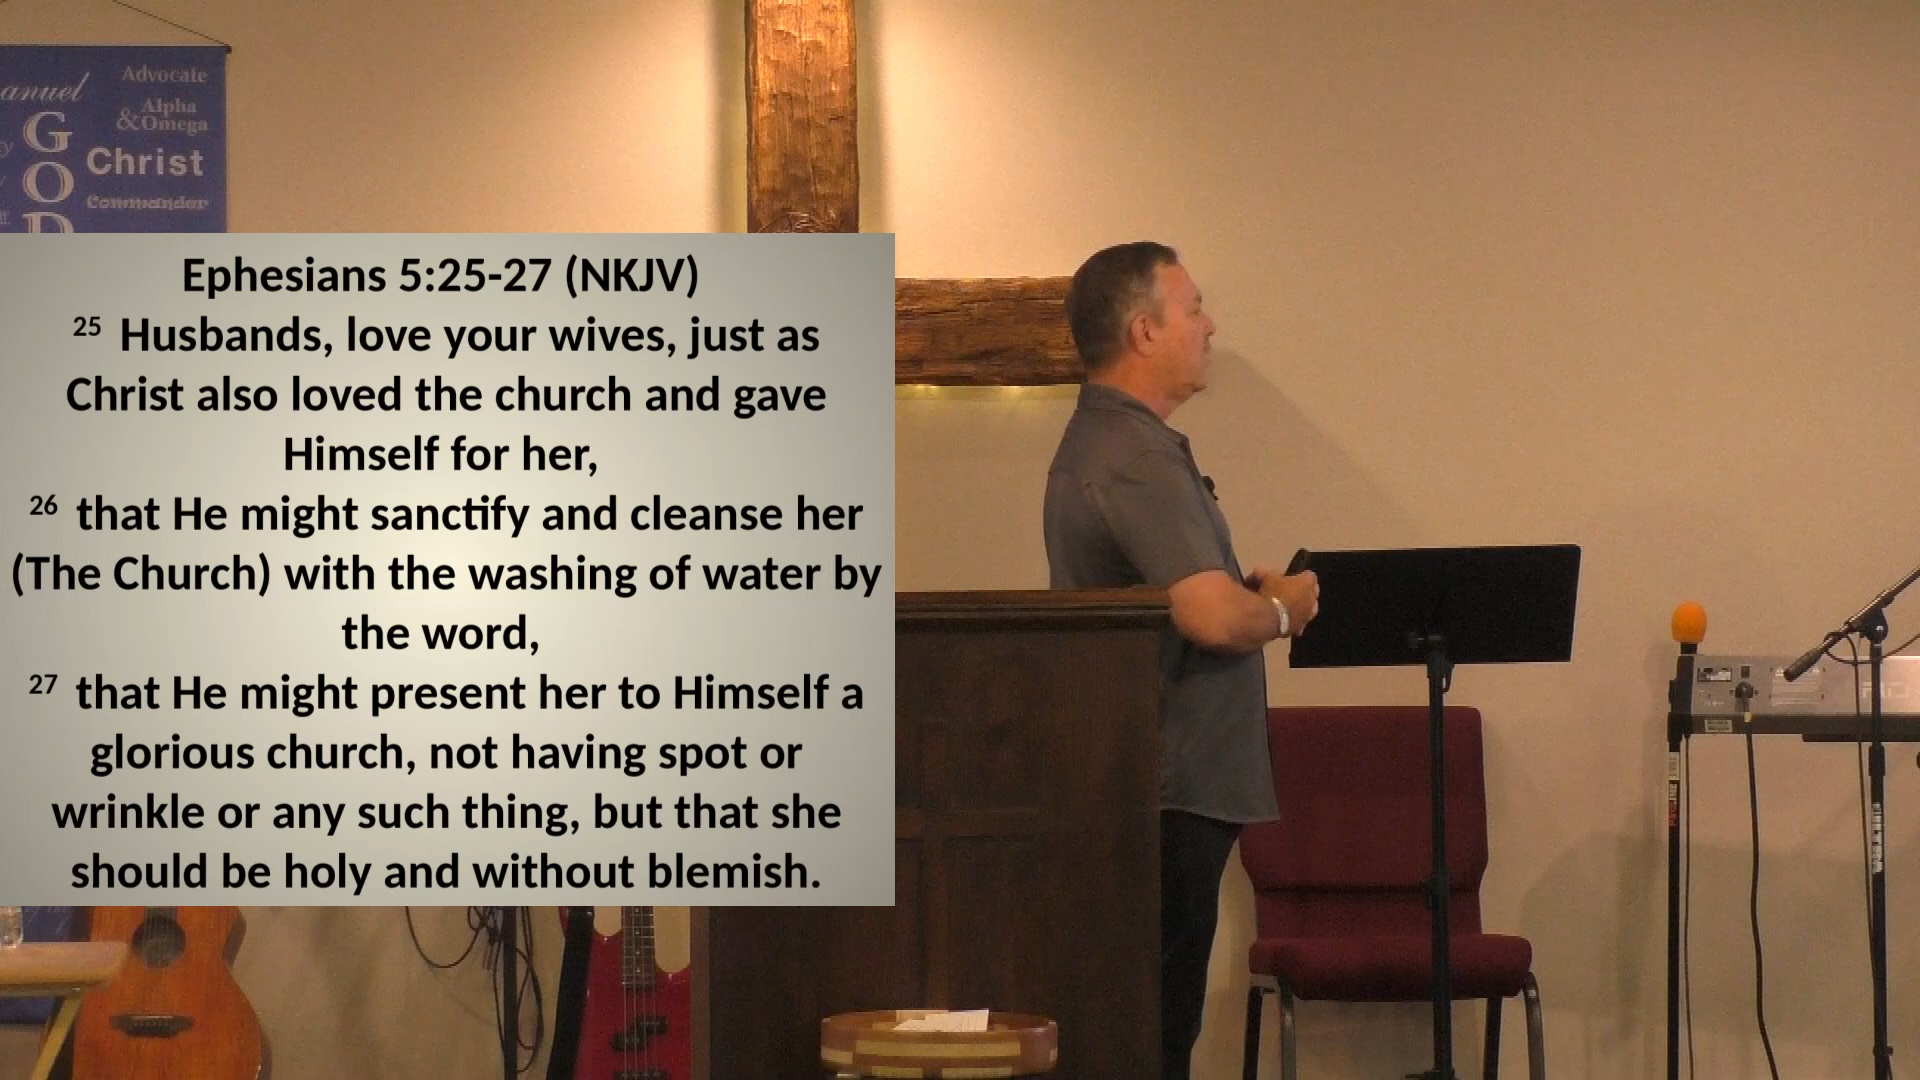 anuel
Advocate
Alpha
& Omega
GOD
Christ
Commander
Ephesians 5:25-27 (NKJV)
25 Husbands, love your wives, just as
Christ also loved the church and gave
Himself for her,
26 that He might sanctify and cleanse her
(The Church) with the washing of water by
the word,
27 that He might present her to Himself a
glorious church, not having spot or
wrinkle or any such thing, but that she
should be holy and without blemish.